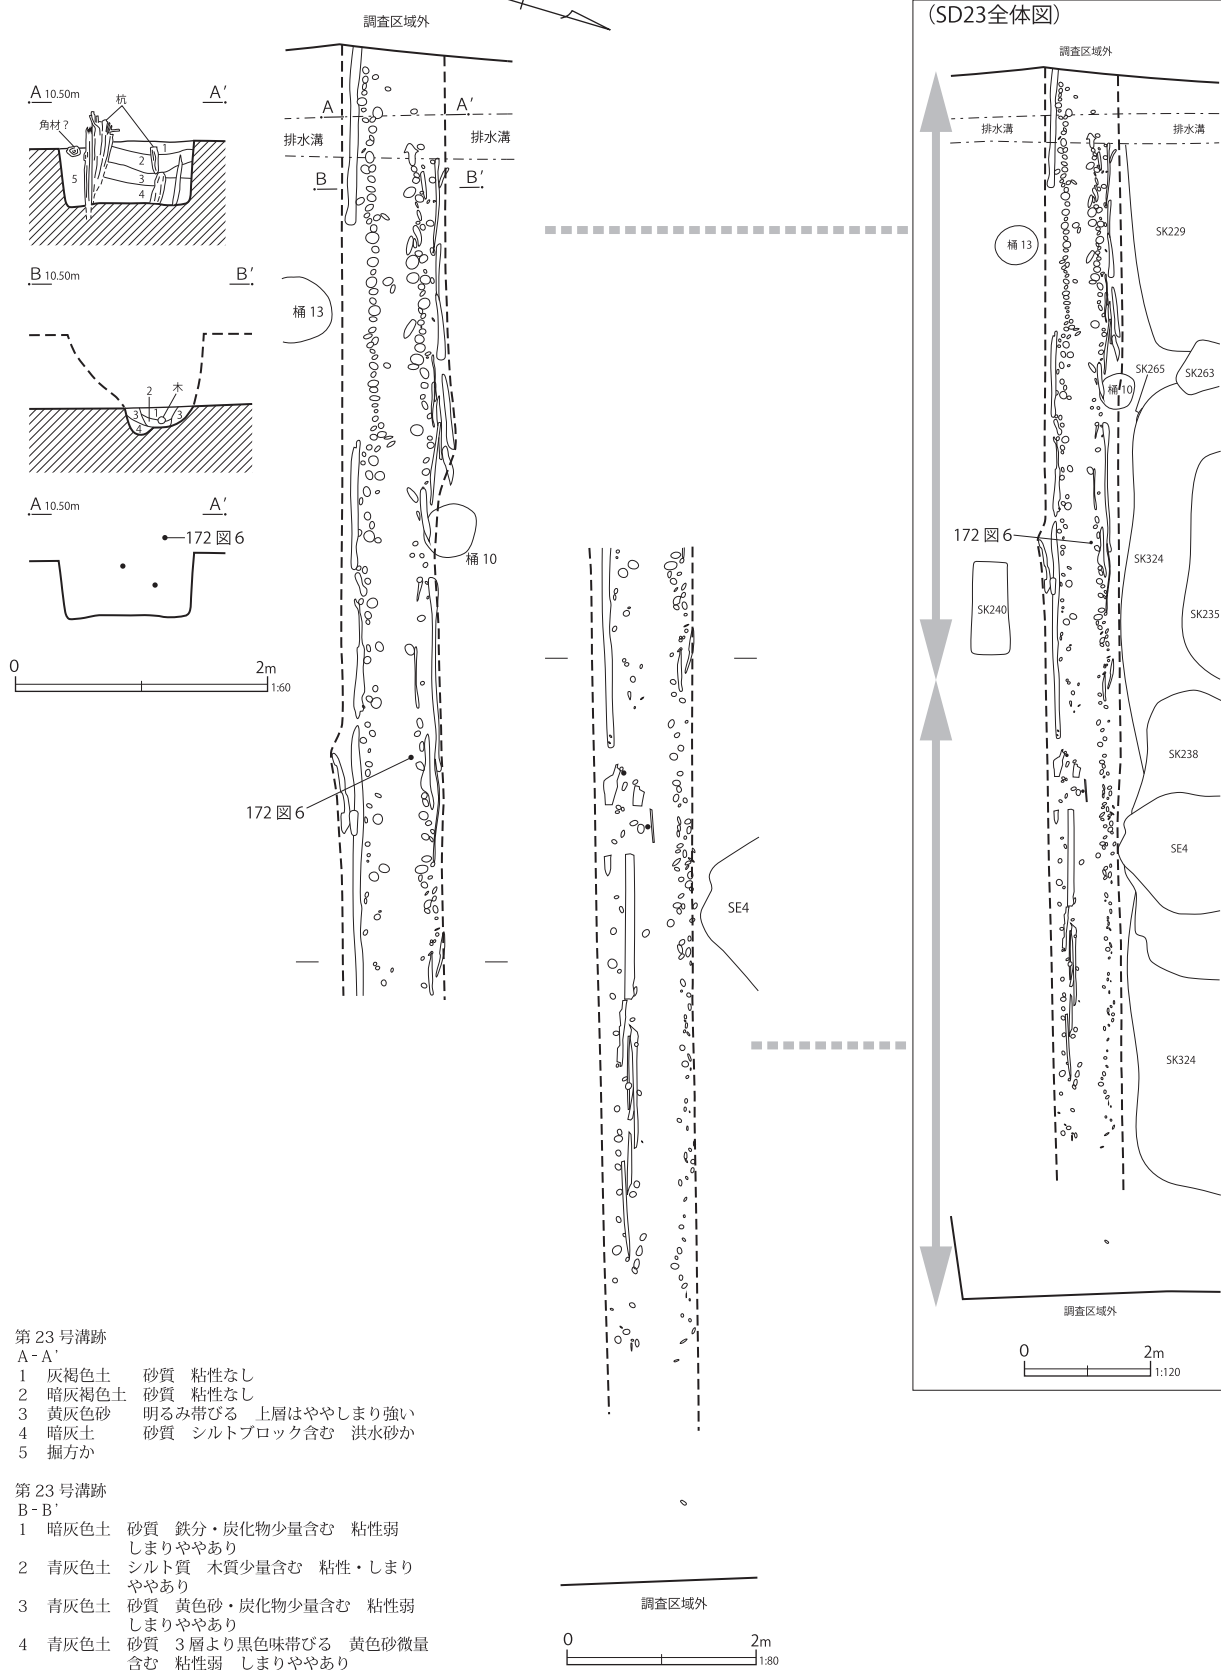 調査区域外
A 10.50m A'
杭
角材？
1
2
3
4
5
B 10.50m B'
2 木
3 1 3
4
A 10.50m A'
172 図 6
0 2m
1:60
A A'
排水溝 排水溝
B B'
桶 13
桶 10
172 図 6
SE4
調査区域外
0 2m
1:80
（SD23全体図）
調査区域外
排水溝 排水溝
SK229
桶 13
SK265
SK263
桶 10
172 図 6
SK324
SK240
SK235
SK238
SE4
SK324
調査区域外
0 2m
1:120
第 23 号溝跡
A - A'
1 灰褐色土 砂質 粘性なし
2 暗灰褐色土 砂質 粘性なし
3 黄灰色砂 明るみ帯びる 上層はややしまり強い
4 暗灰土 砂質 シルトブロック含む 洪水砂か
5 掘方か
第 23 号溝跡
B - B'
1 暗灰色土 砂質 鉄分・炭化物少量含む 粘性弱
しまりややあり
2 青灰色土 シルト質 木質少量含む 粘性・しまり
ややあり
3 青灰色土 砂質 黄色砂・炭化物少量含む 粘性弱
しまりややあり
4 青灰色土 砂質 3 層より黒色味帯びる 黄色砂微量
含む 粘性弱 しまりややあり